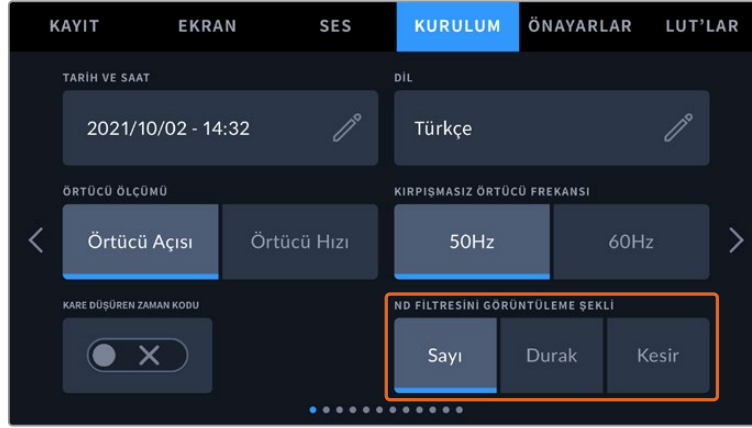 KAYIT EKRAN SES KURULUM ÖNAYARLAR LUT’LAR
TARİH VE SAAT DİL
2021/10/02 - 14:32 Türkçe
ÖRTÜCÜ ÖLÇÜMÜ KIRPIŞMASIZ ÖRTÜCÜ FREKANSI
Örtücü Açısı Örtücü Hızı 50Hz 60Hz
KARE DÜŞÜREN ZAMAN KODU ND FİLTRESİNİ GÖRÜNTÜLEME ŞEKLİ
Sayı Durak Kesir